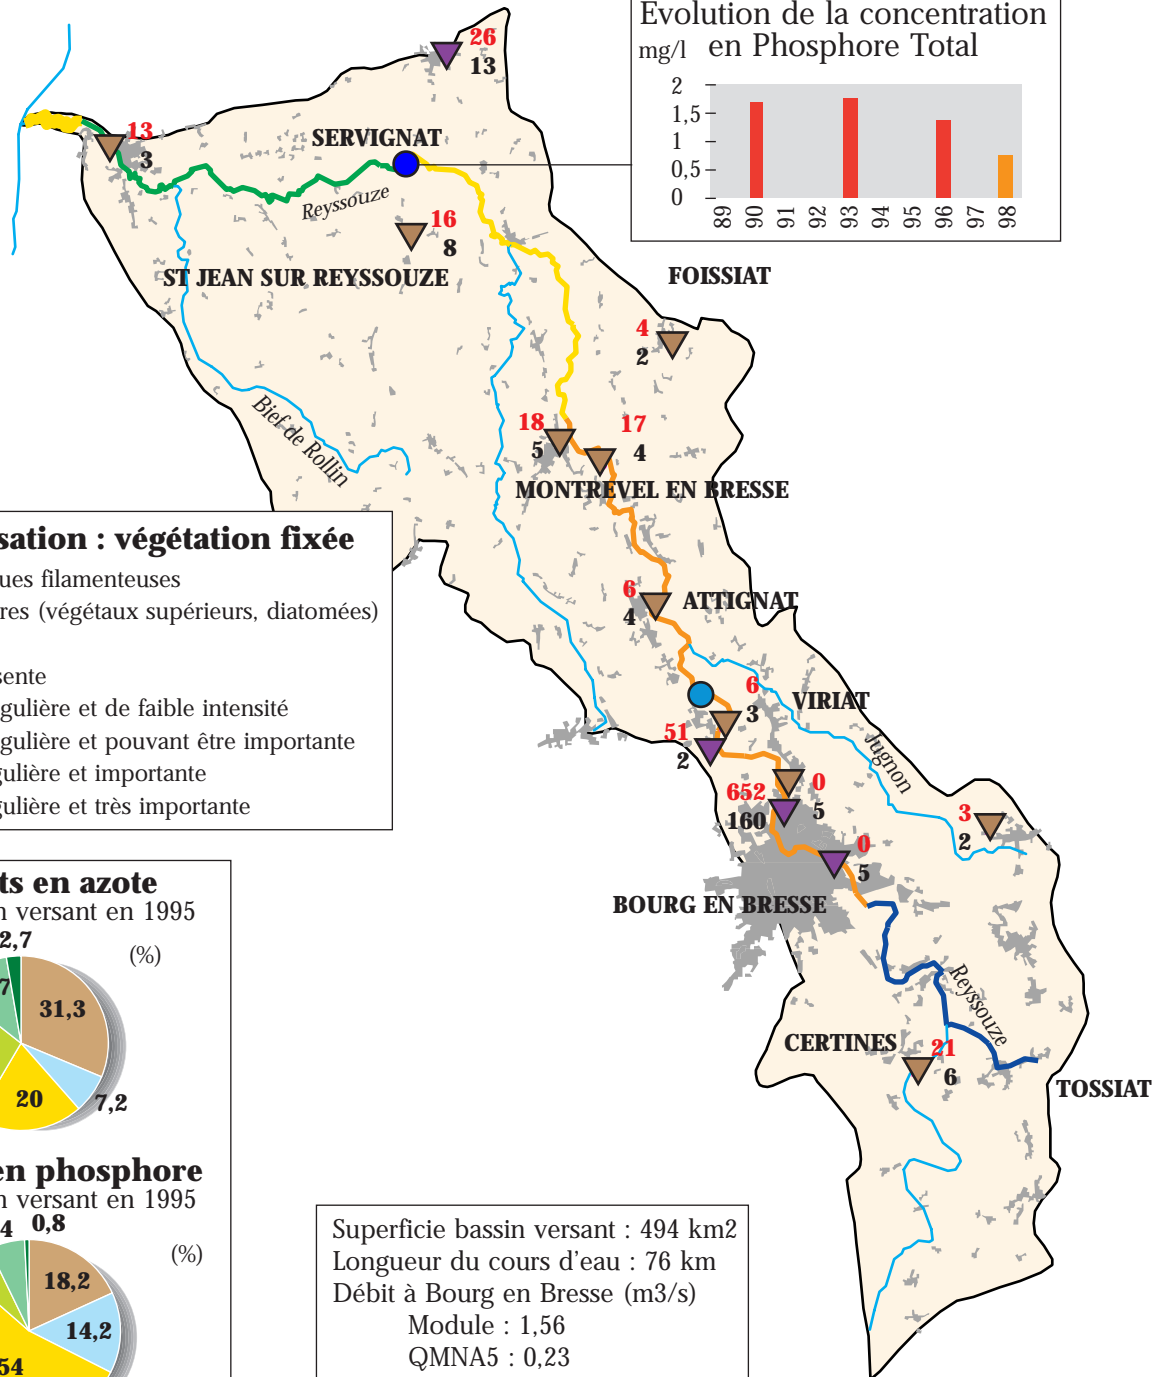 Evolution de la concentration
mg/l en Phosphore Total
2
1,5
1
0,5
0
89 90 91 92 93 94 95 96 97 98
26
13
13
3
SERVIGNAT
Reyssouze
16
8
ST JEAN SUR REYSSOUZE
FOISSIAT
4
2
Bief de Rollin
18
5
17
4
MONTREVEL EN BRESSE
sation : végétation fixée
ues filamenteuses
res (végétaux supérieurs, diatomées)
sente
gulière et de faible intensité
gulière et pouvant être importante
gulière et importante
gulière et très importante
6
4
ATTIGNAT
6
3
VIRIAT
51
2
Jugnon
652
160
0
5
3
2
0
5
BOURG EN BRESSE
ts en azote
n versant en 1995
2,7
(%)
7
31,3
20
7,2
Reyssouze
CERTINES
21
6
TOSSIAT
en phosphore
n versant en 1995
4 0,8
(%)
18,2
14,2
54
Superficie bassin versant : 494 km2
Longueur du cours d'eau : 76 km
Débit à Bourg en Bresse (m3/s)
Module : 1,56
QMNA5 : 0,23